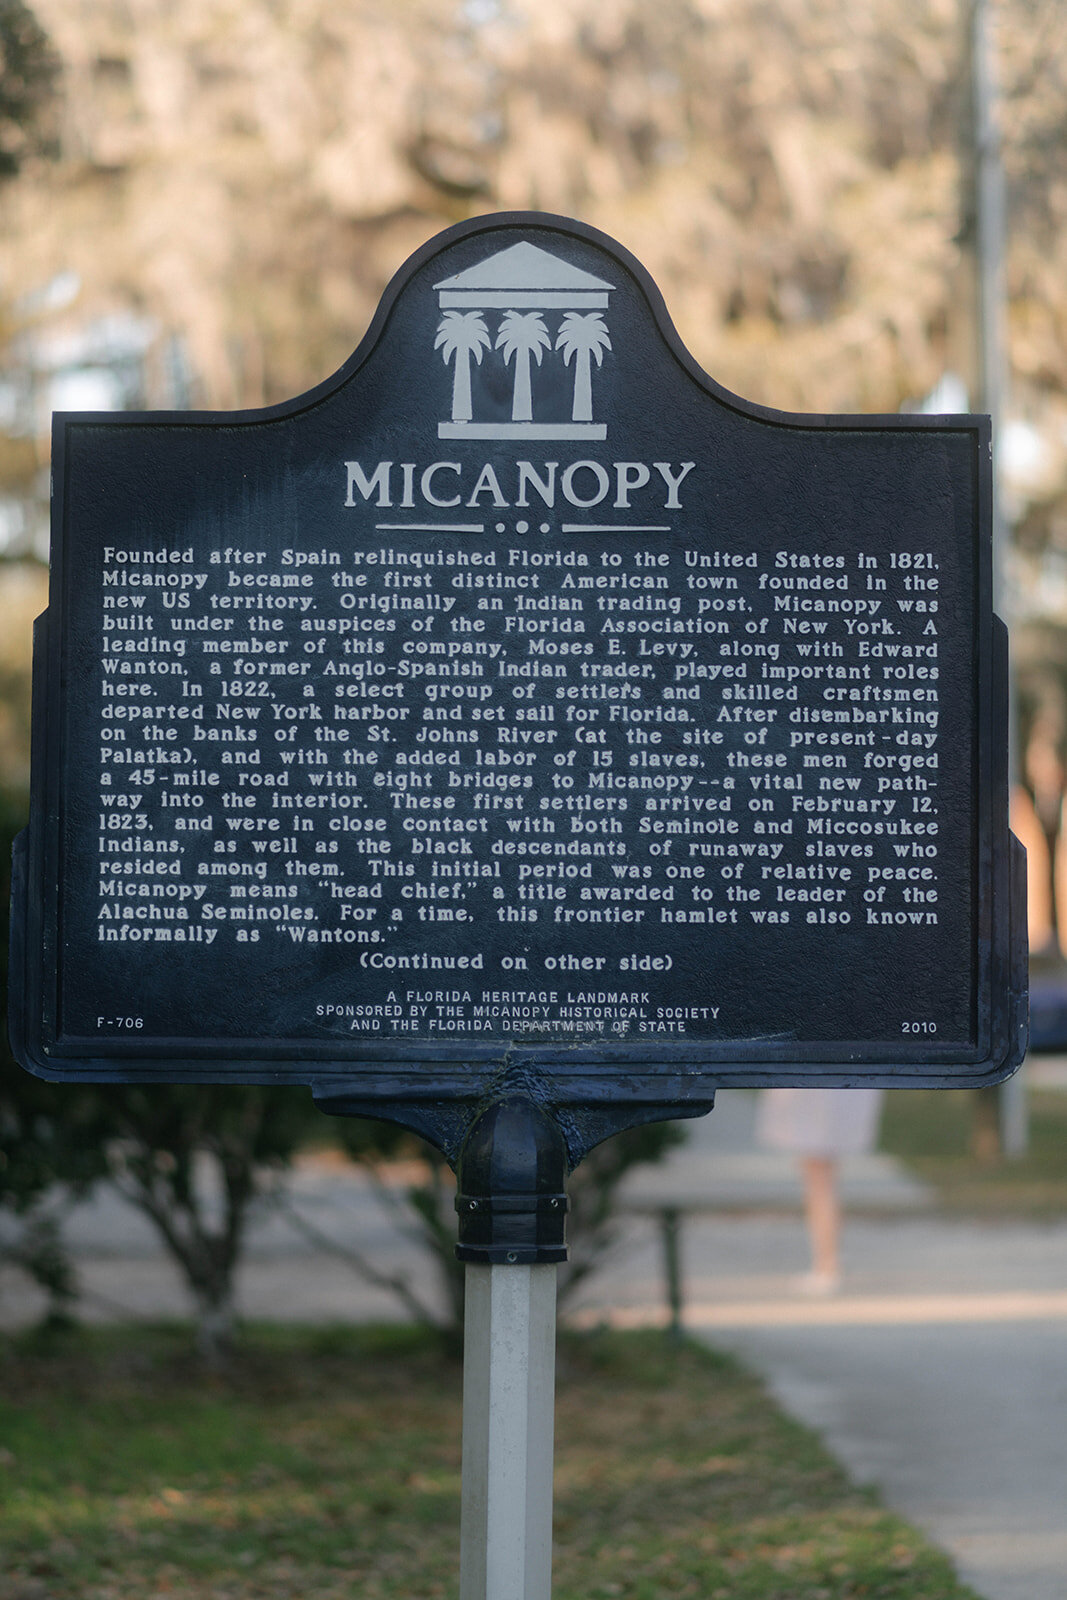 MICANOPY
Founded after Spain relinquished Florida to the United States in 1821,
Micanopy became the first distinct American town founded in the
new US territory. Originally an Indian trading post, Micanopy was
built under the auspices of the Florida Association of New York. A
leading member of this company, Moses E. Levy, along with Edward
Wanton, a former Anglo-Spanish Indian trader, played important roles
here. In 1822, a select group of settlers and skilled craftsmen
departed New York harbor and set sail for Florida. After disembarking
on the banks of the St. Johns River (at the site of present-day
Palatka), and with the added labor of 15 slaves, these men forged
a 45-mile road with eight bridges to Micanopy--a vital new path-
way into the interior. These first settlers arrived on February 12,
1823, and were in close contact with both Seminole and Miccosukee
Indians, as well as the black descendants of runaway slaves who
resided among them. This initial period was one of relative peace.
Micanopy means "head chief," a title awarded to the leader of the
Alachua Seminoles. For a time, this frontier hamlet was also known
informally as "Wantons."
(Continued on other side)
A FLORIDA HERITAGE LANDMARK
SPONSORED BY THE MICANOPY HISTORICAL SOCIETY
AND THE FLORIDA DEPARTMENT OF STATE
F-706
2010